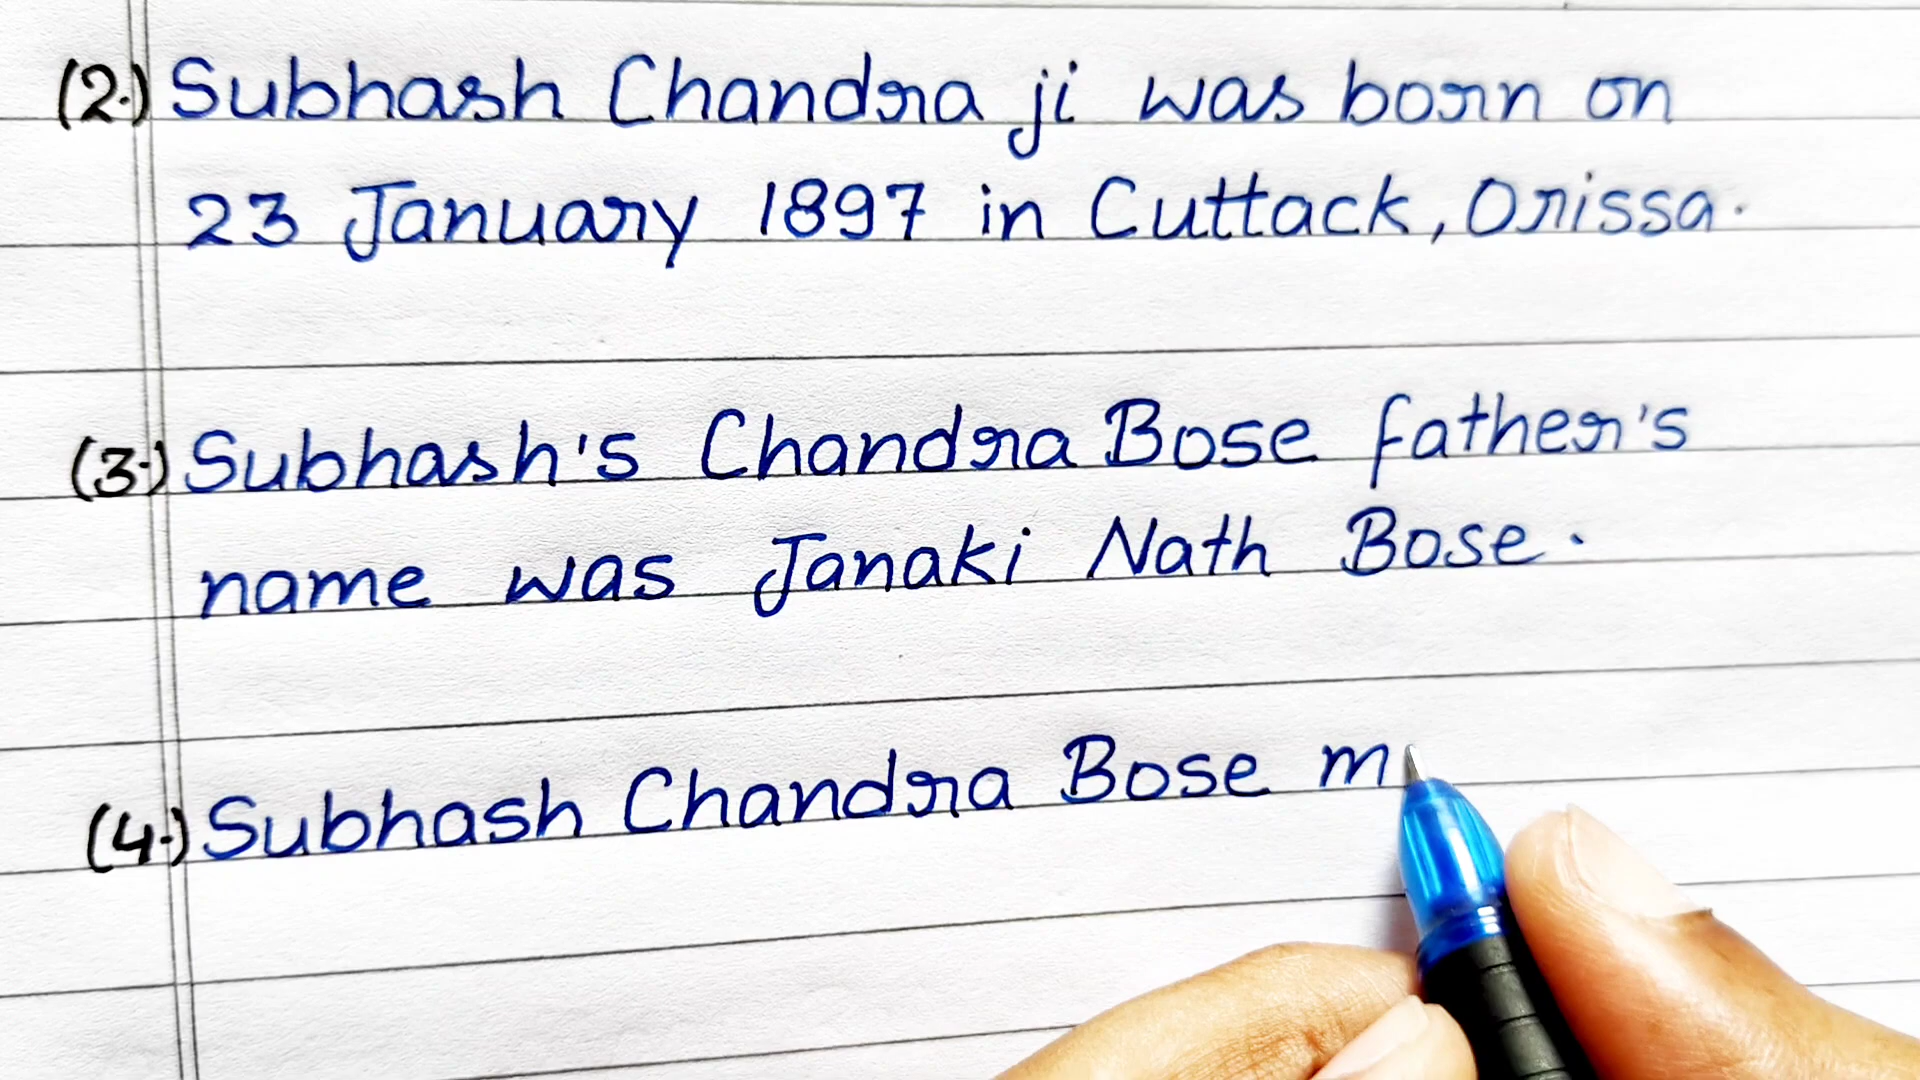 (2.) Subhash Chandra ji was born on
23 January 1897 in Cuttack, Orissa.
(3.) Subhash's Chandra Bose father's
name was Janaki Nath Bose.
(4.) Subhash Chandra Bose m